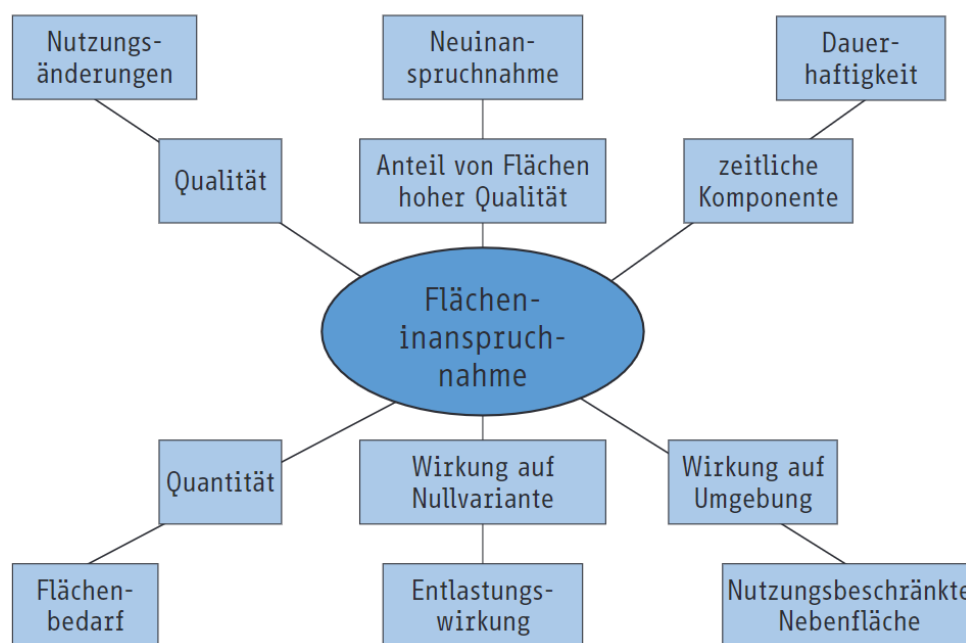 Nutzungs-
änderungen
Neuinan-
spruchnahme
Dauer-
haftigkeit
Qualität
Anteil von Flächen
hoher Qualität
zeitliche
Komponente
Flächen-
inanspruch-
nahme
Quantität
Wirkung auf
Nullvariante
Wirkung auf
Umgebung
Flächen-
bedarf
Entlastungs-
wirkung
Nutzungsbeschränkte
Nebenfläche